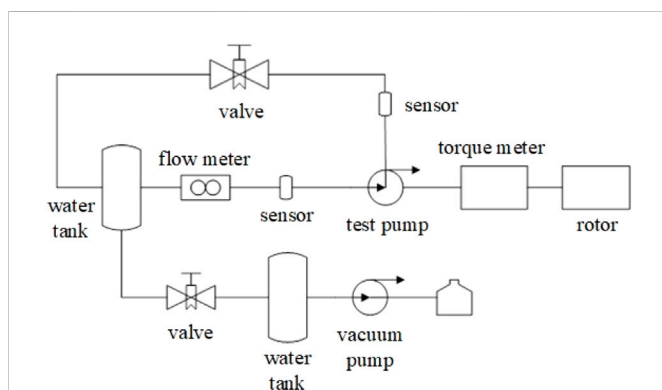 valve
sensor
flow meter
torque meter
water
tank
sensor
test pump
rotor
valve
water
tank
vacuum
pump